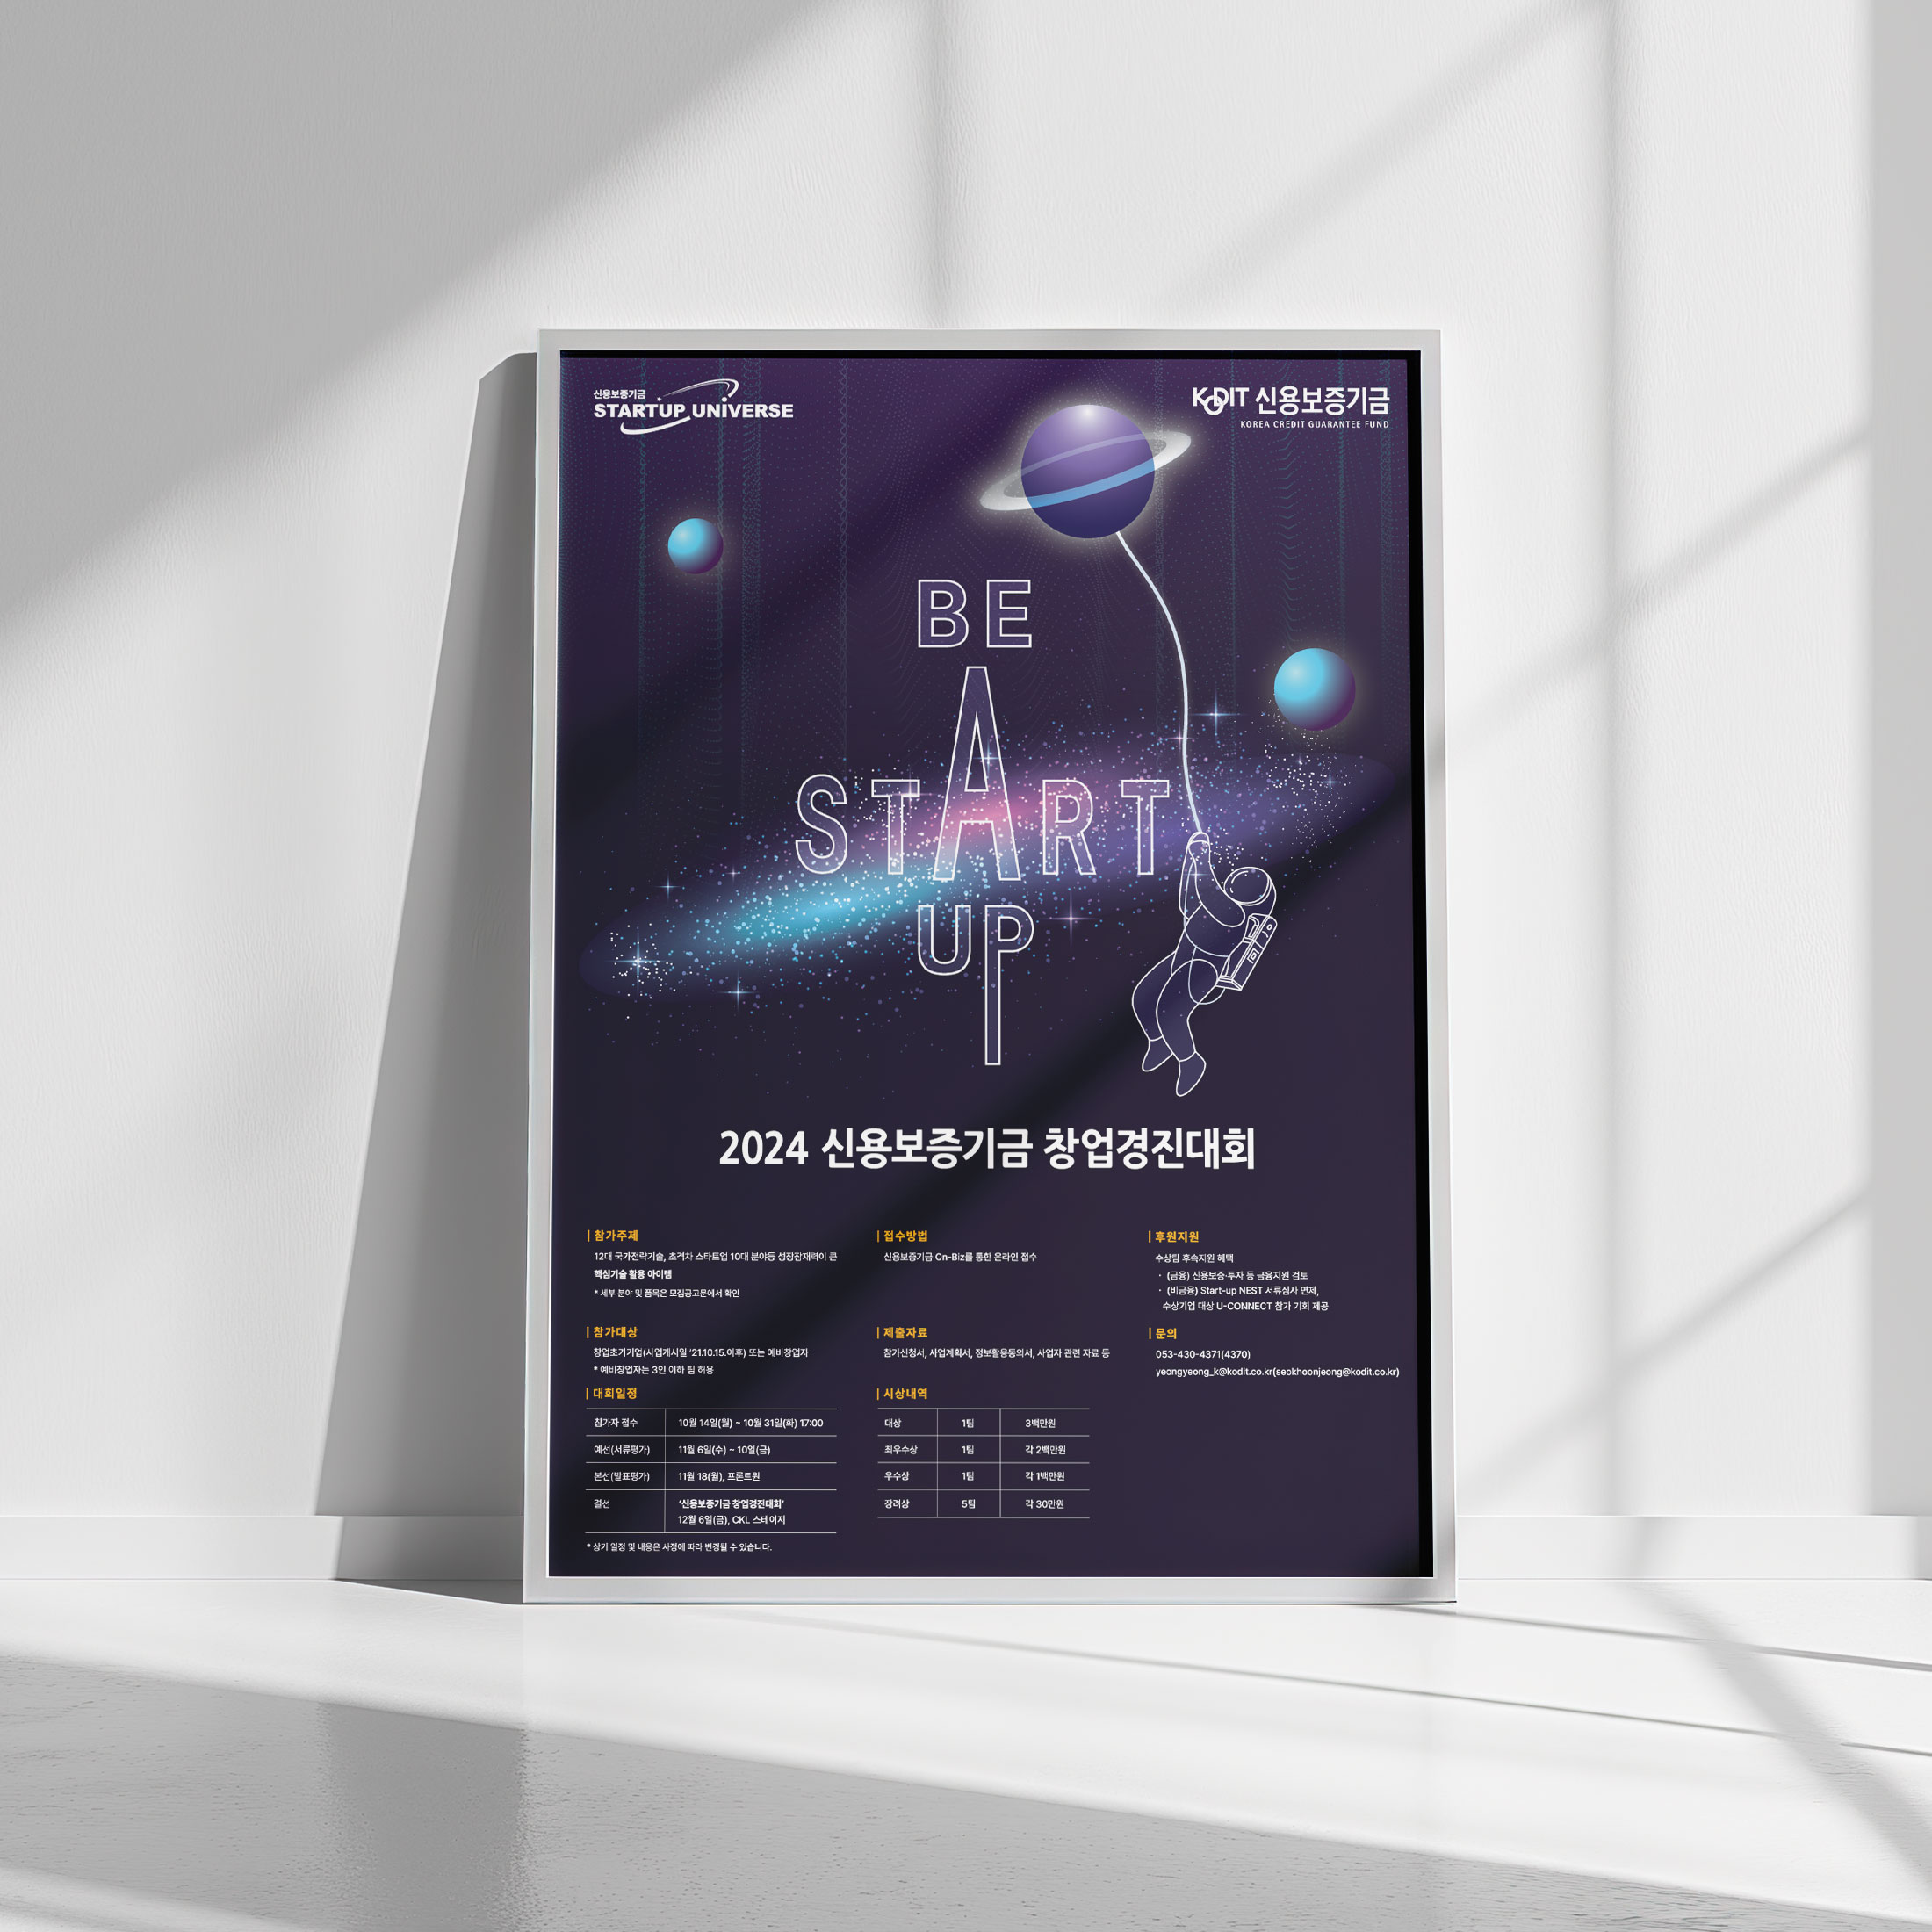 신용보증기금
STARTUP UNIVERSE
KODIT 신용보증기금
KOREA CREDIT GUARANTEE FUND
BE
A
START
UP
2024 신용보증기금 창업경진대회
참가주제
12대 국가전략기술, 초격차 스타트업 10대 분야등 성장잠재력이 큰
핵심기술 활용 아이템
* 세부 분야 및 품목은 모집공고문에서 확인
접수방법
신용보증기금 On-Biz를 통한 온라인 접수
후원지원
수상팀 후속지원 혜택
· (금융) 신용보증·투자 등 금융지원 검토
· (비금융) Start-up NEST 서류심사 면제,
수상기업 대상 U-CONNECT 참가 기회 제공
참가대상
창업초기기업(사업개시일 '21.10.15.이후) 또는 예비창업자
* 예비창업자는 3인 이하 팀 허용
제출자료
참가신청서, 사업계획서, 정보활용동의서, 사업자 관련 자료 등
문의
053-430-4371(4370)
yeongyeong_k@kodit.co.kr(seokhoonjeong@kodit.co.kr)
대회일정
참가자 접수 10월 14일(월) ~ 10월 31일(화) 17:00
예선(서류평가) 11월 6일(수) ~ 10일(금)
본선(발표평가) 11월 18(월), 프론트원
결선 '신용보증기금 창업경진대회'
12월 6일(금), CKL 스테이지
* 상기 일정 및 내용은 사정에 따라 변경될 수 있습니다.
시상내역
대상 1팀 3백만원
최우수상 1팀 각 2백만원
우수상 1팀 각 1백만원
장려상 5팀 각 30만원